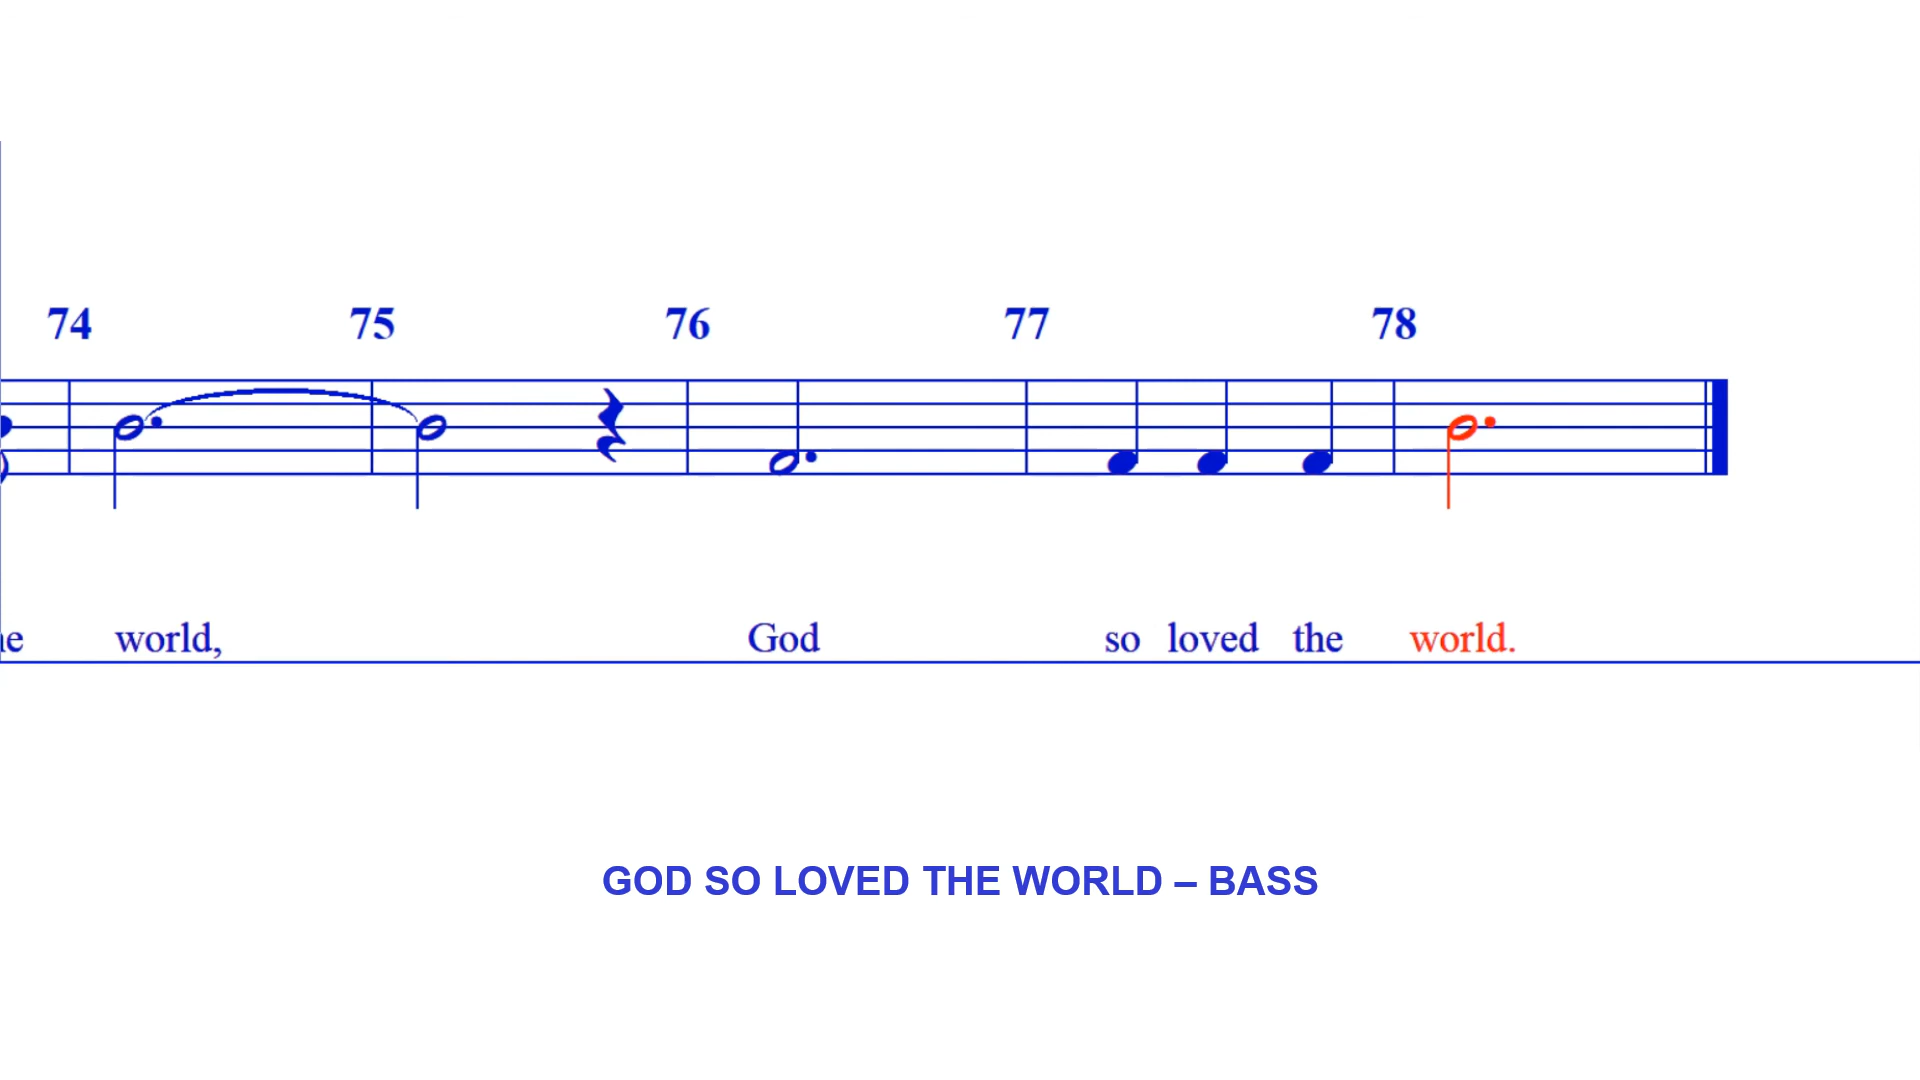 74 75 76 77 78
world, God so loved the world.
GOD SO LOVED THE WORLD – BASS